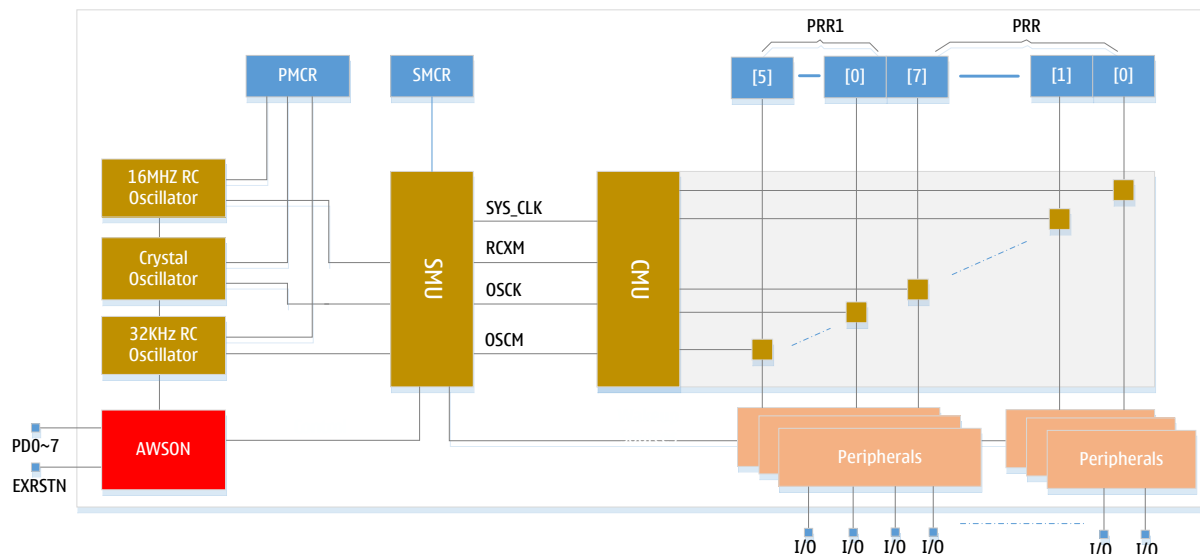 PRR1 PRR
PMCR SMCR [5] [0] [7] [1] [0]
16MHZ RC
Oscillator
SYS_CLK
Crystal
Oscillator
RCXM
SMU
CMU
OSCK
32KHz RC
Oscillator
OSCM
PD0~7
AWSON
EXRSTN
Peripherals
Peripherals
I/O I/O I/O I/O I/O I/O